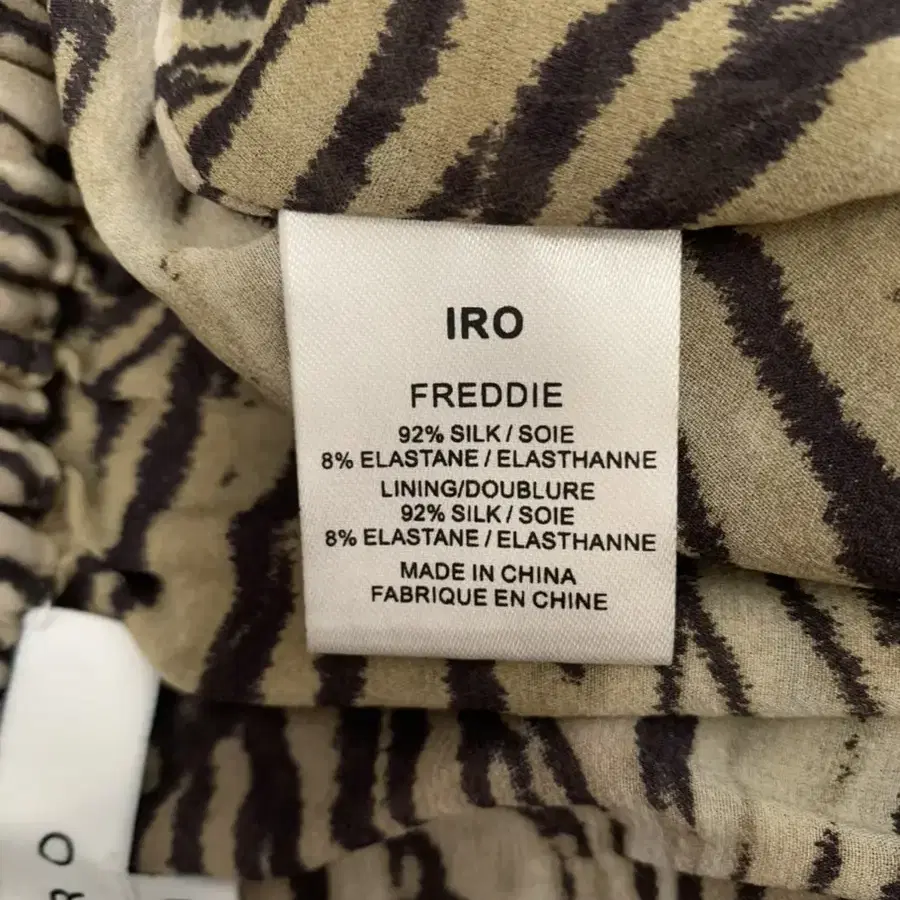 IRO
FREDDIE
92% SILK / SOIE
8% ELASTANE / ELASTHANNE
LINING/DOUBLURE
92% SILK / SOIE
8% ELASTANE / ELASTHANNE
MADE IN CHINA
FABRIQUE EN CHINE
RO